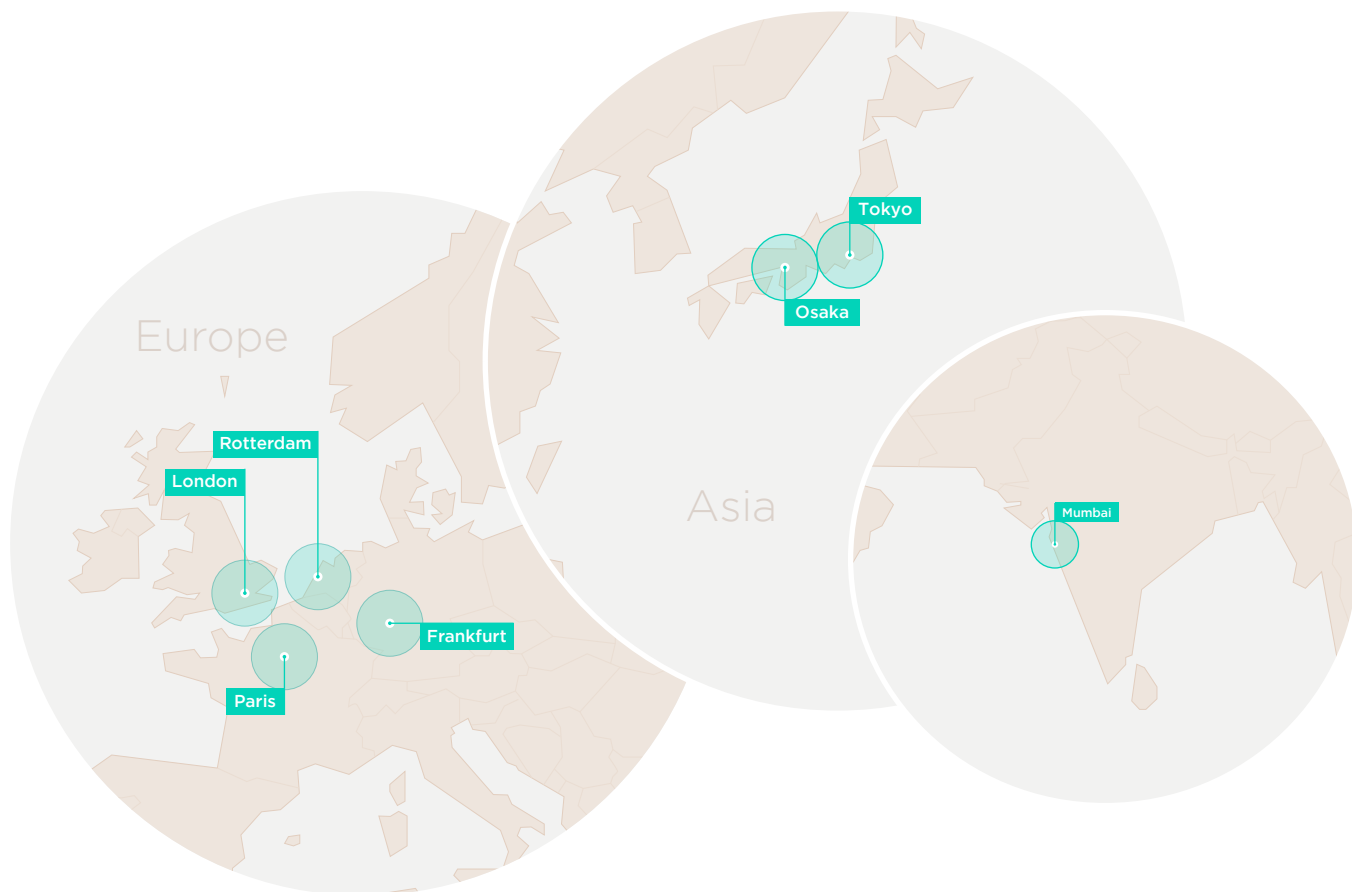 Europe
Rotterdam
London
Frankfurt
Paris
Tokyo
Osaka
Asia
Mumbai